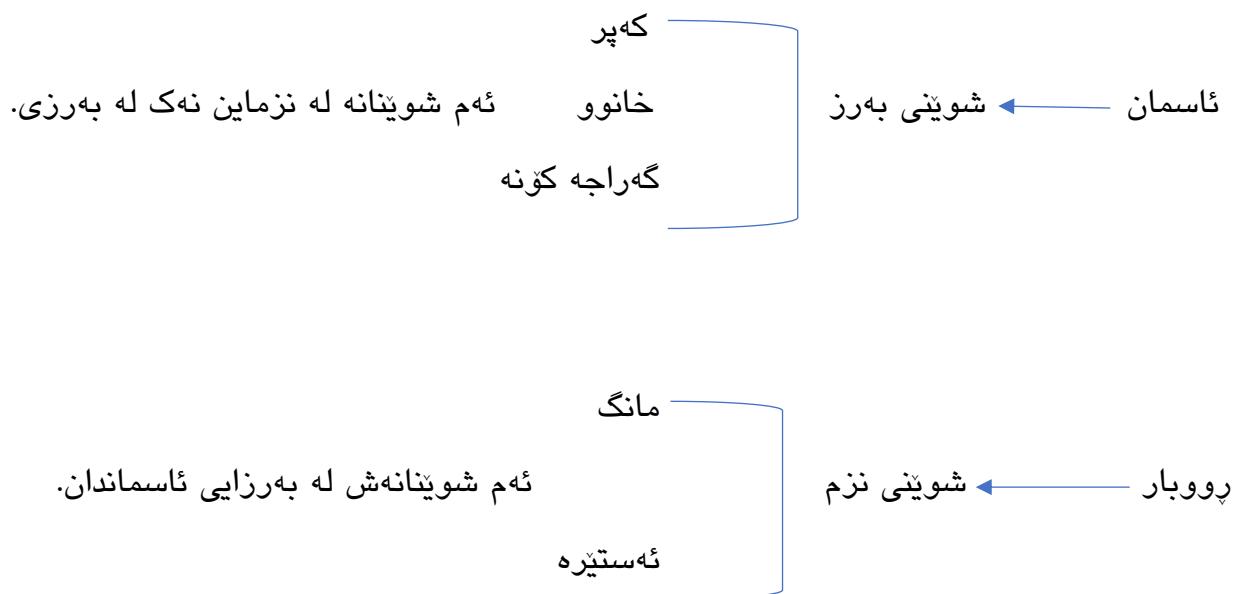 کەپر
ئاسمان شوێنی بەرز خانوو ئەم شوێنانە لە نزماین نەک لە بەرزی.
گەراجە کۆنە
مانگ
ڕووبار شوێنی نزم ئەم شوێنانەش لە بەرزایی ئاسماندان.
ئەستێرە